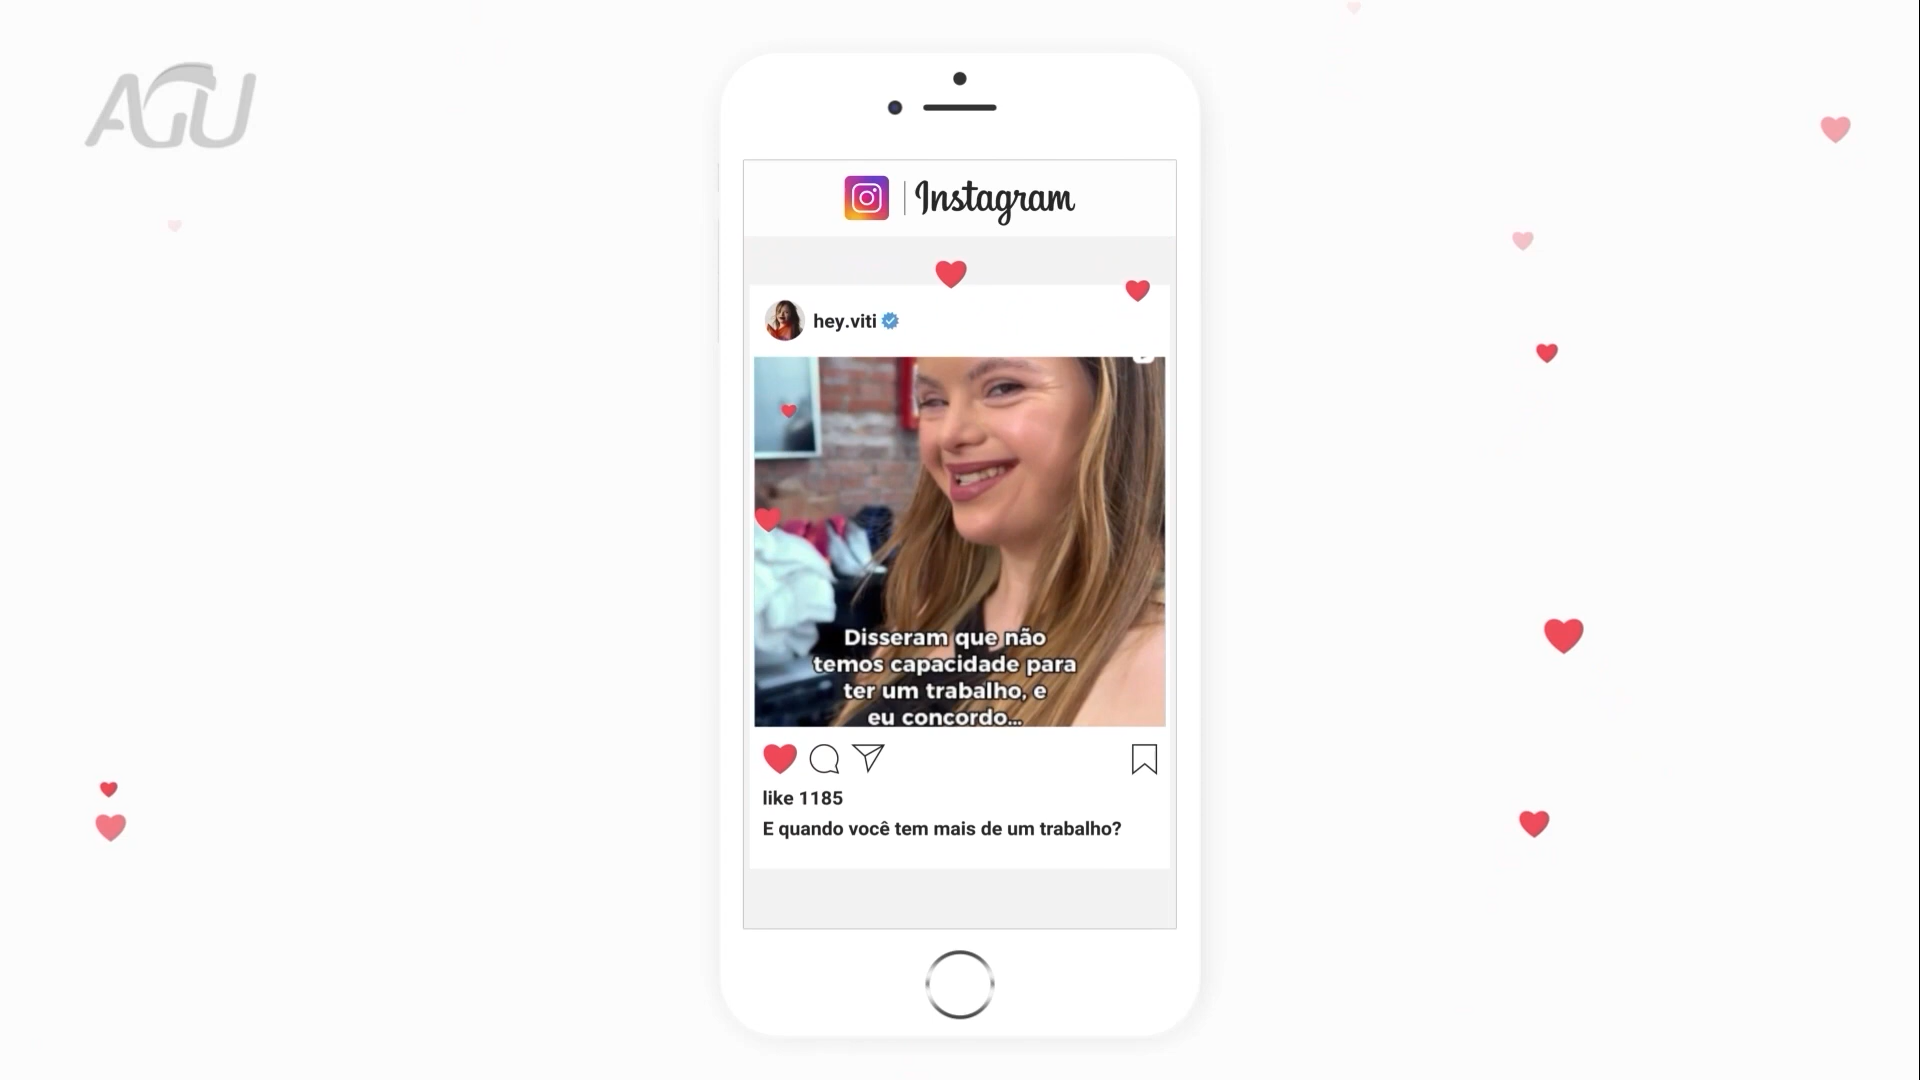 AGU
Instagram
hey.viti
Disseram que não
temos capacidade para
ter um trabalho, e
eu concordo...
like 1185
E quando você tem mais de um trabalho?